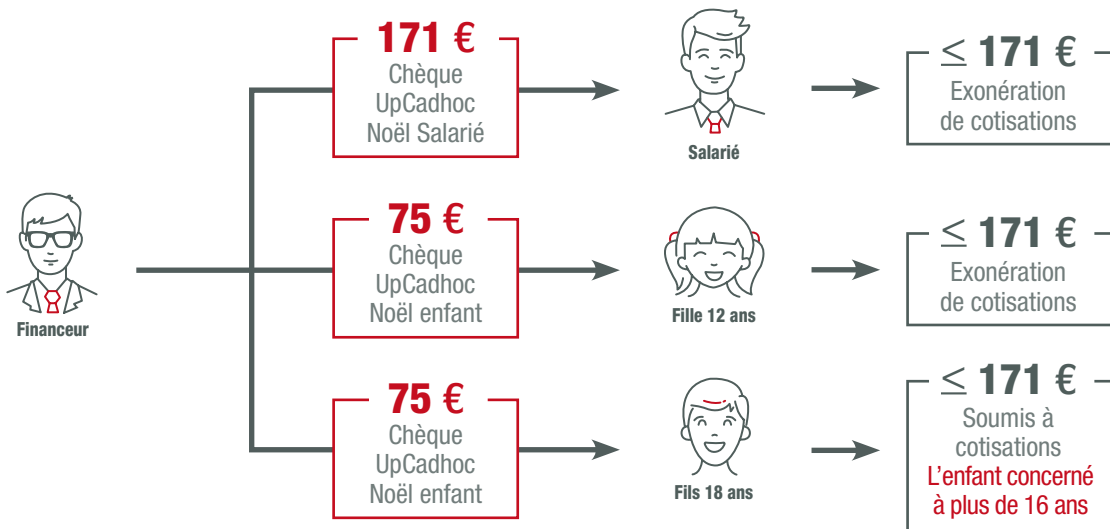 Financeur
171 €
Chèque
UpCadhoc
Noël Salarié
Salarié
≤ 171 €
Exonération
de cotisations
75 €
Chèque
UpCadhoc
Noël enfant
Fille 12 ans
≤ 171 €
Exonération
de cotisations
75 €
Chèque
UpCadhoc
Noël enfant
Fils 18 ans
≤ 171 €
Soumis à
cotisations
L'enfant concerné
à plus de 16 ans